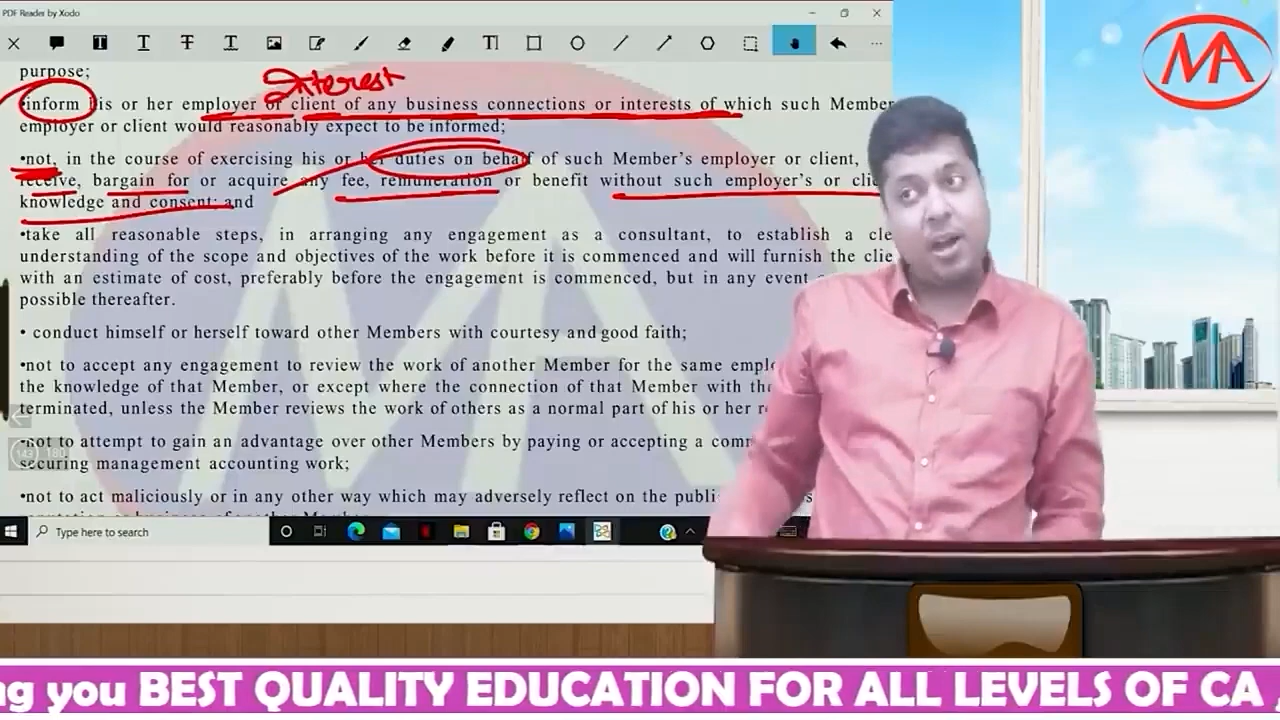 PDF Reader by Xodo
purpose;
Interest
•inform his or her employer or client of any business connections or interests of which such Member
employer or client would reasonably expect to be informed;
•not, in the course of exercising his or her duties on behalf of such Member's employer or client,
receive, bargain for or acquire any fee, remuneration or benefit without such employer's or clie
knowledge and consent; and
•take all reasonable steps, in arranging any engagement as a consultant, to establish a cle
understanding of the scope and objectives of the work before it is commenced and will furnish the clie
with an estimate of cost, preferably before the engagement is commenced, but in any event
possible thereafter.
• conduct himself or herself toward other Members with courtesy and good faith;
•not to accept any engagement to review the work of another Member for the same empl
the knowledge of that Member, or except where the connection of that Member with the
terminated, unless the Member reviews the work of others as a normal part of his or her r
•not to attempt to gain an advantage over other Members by paying or accepting a comm
securing management accounting work;
•not to act maliciously or in any other way which may adversely reflect on the publi
143 180
Type here to search
MA
ng you BEST QUALITY EDUCATION FOR ALL LEVELS OF CA